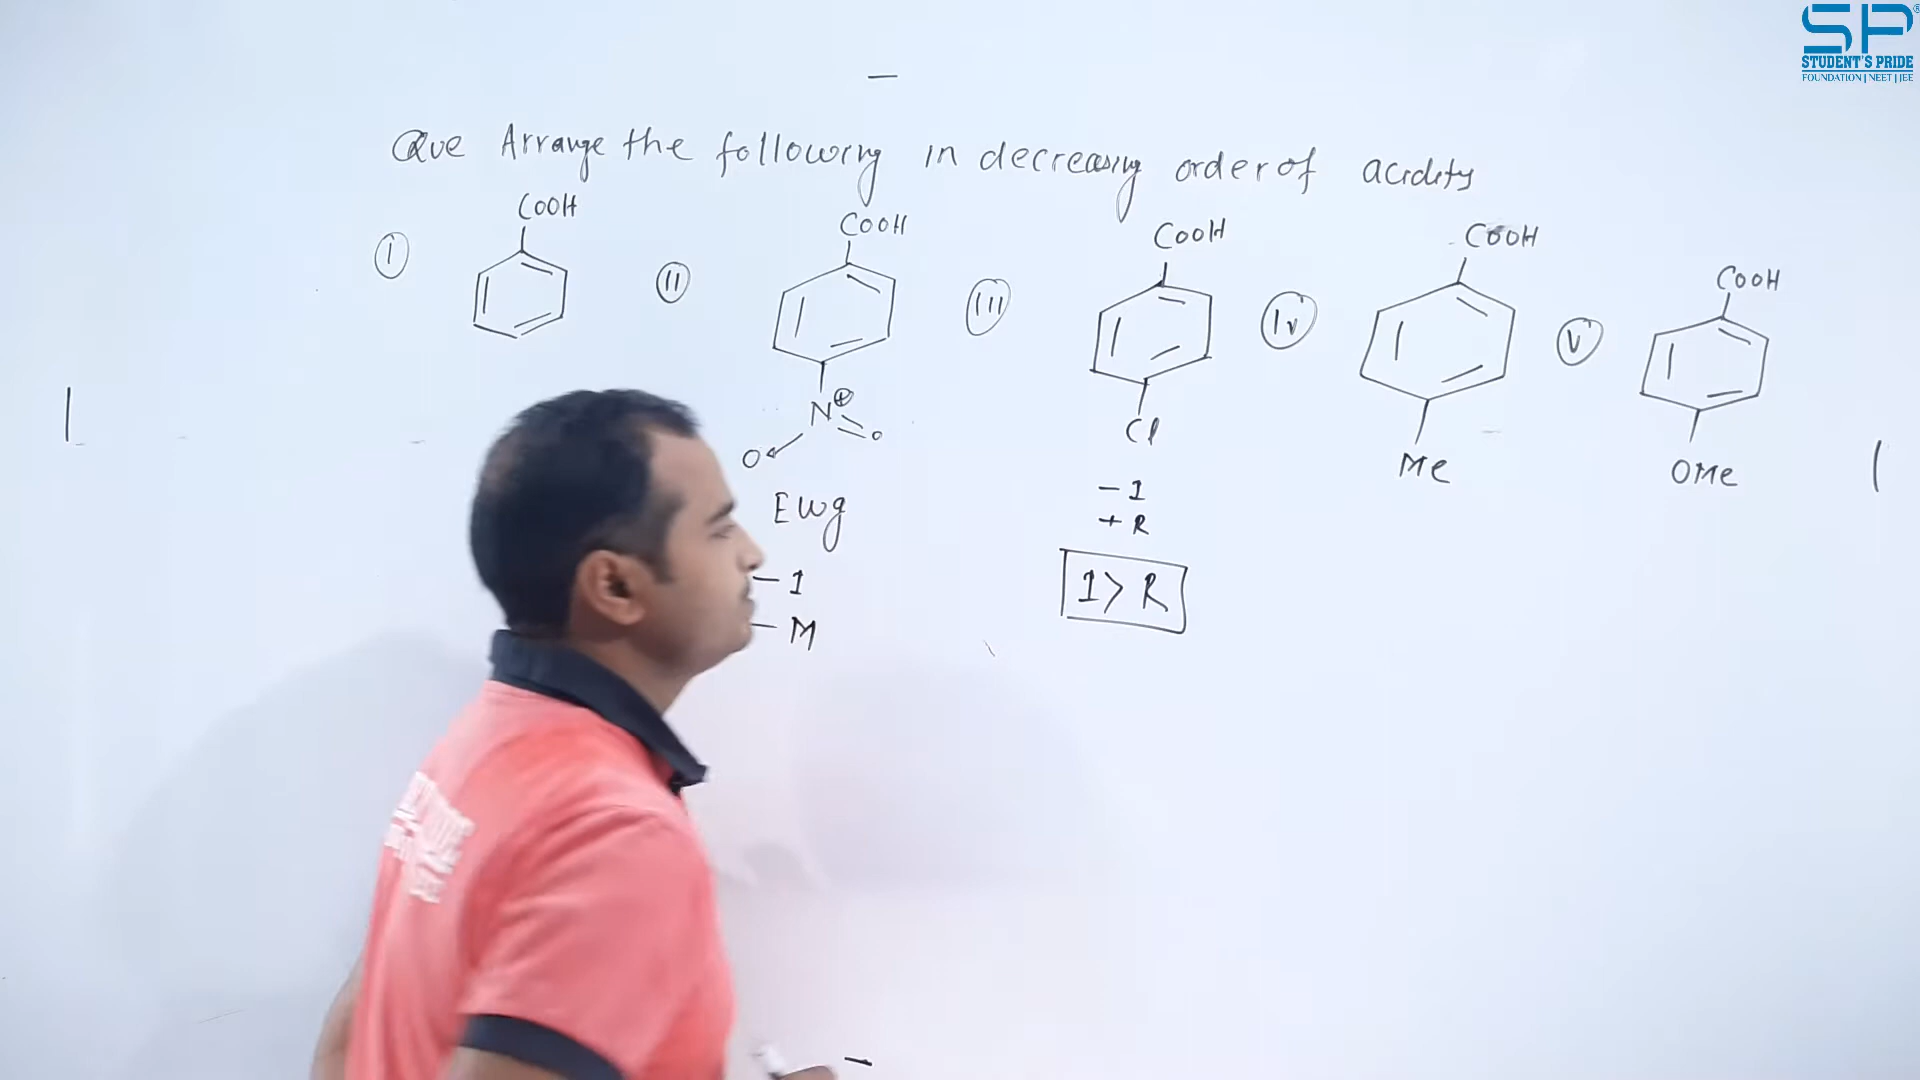 SP®
STUDENT'S PRIDE
FOUNDATION | NEET | JEE
Que Arrange the following in decreasing order of acidity
I COOH
II COOH
N⊕
O
O
EWg
– I
– M
III COOH
Cl
– I
+ R
I > R
IV COOH
Me
V COOH
OMe